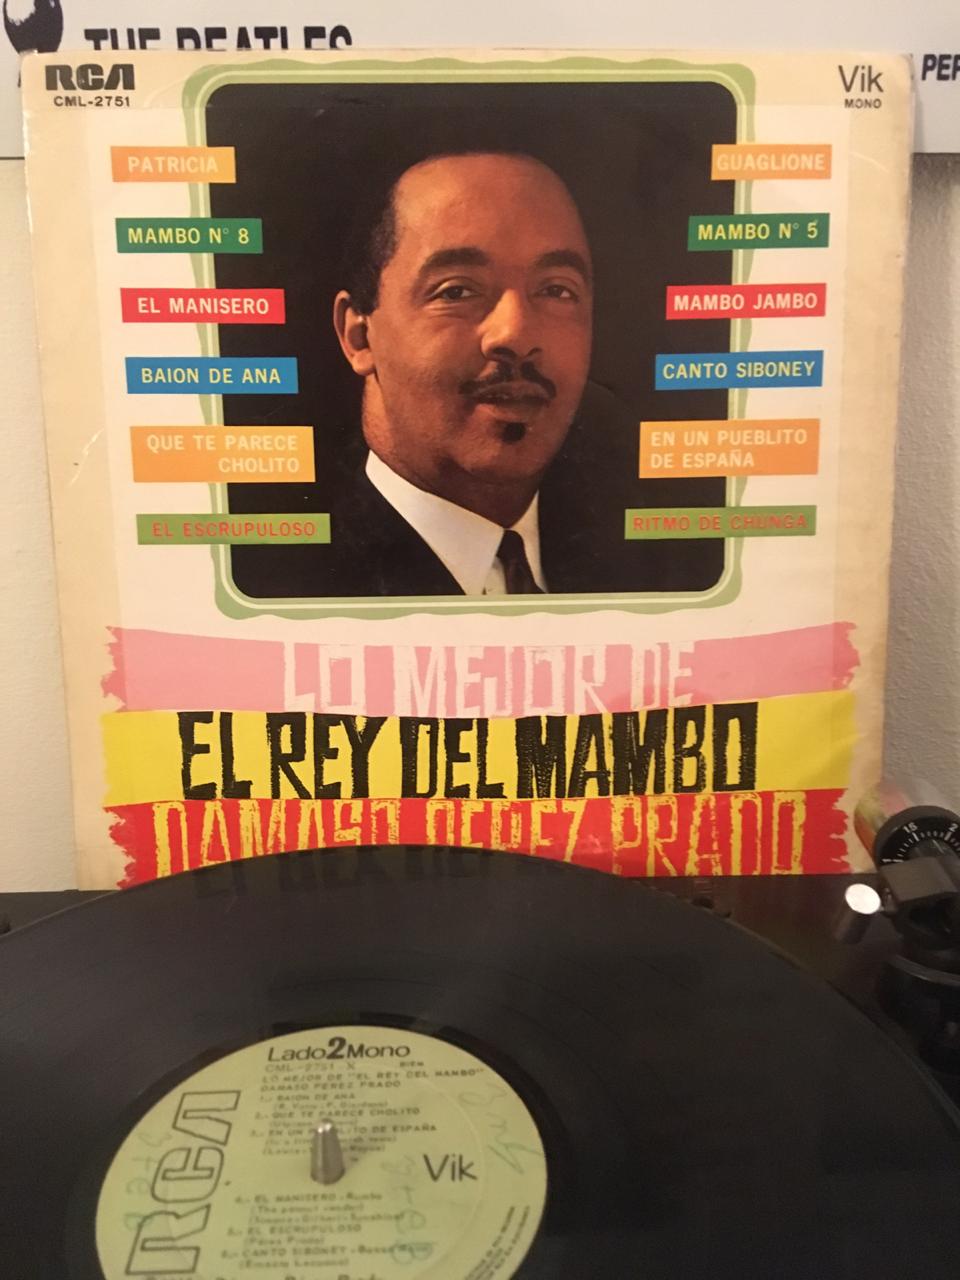 THE BEATLES
RCA
CML-2751
Vik
MONO
PATRICIA
GUAGLIONE
MAMBO N° 8
MAMBO N° 5
EL MANISERO
MAMBO JAMBO
BAION DE ANA
CANTO SIBONEY
QUE TE PARECE
CHOLITO
EN UN PUEBLITO
DE ESPAÑA
EL ESCRUPULOSO
RITMO DE CHUNGA
LO MEJOR DE
EL REY DEL MAMBO
DAMASO PEREZ PRADO
15
Lado 2 Mono
CML-2751-X
LO MEJOR DE "EL REY DEL MAMBO"
DAMASO PEREZ PRADO
1.- BAION DE ANA
2.- QUE TE PARECE CHOLITO
3.- EN UN PUEBLITO DE ESPAÑA
RCA
Vik
4.- EL MANISERO - Rumba
(The peanut vendor)
5.- EL ESCRUPULOSO
(Pérez Prado)
6.- CANTO SIBONEY
(Ernesto Lecuona)